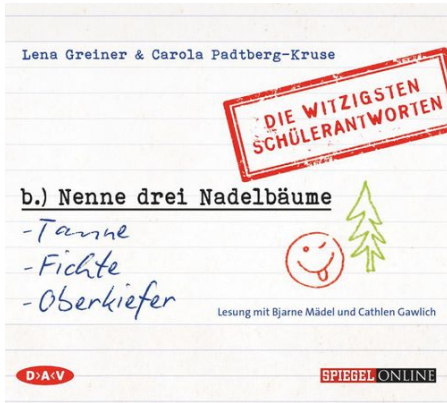 Lena Greiner & Carola Padtberg-Kruse
DIE WITZIGSTEN
SCHÜLERANTWORTEN
b.) Nenne drei Nadelbäume
-Tanne
-Fichte
-Oberkiefer
Lesung mit Bjarne Mädel und Cathlen Gawlich
D>A<V
SPIEGEL ONLINE